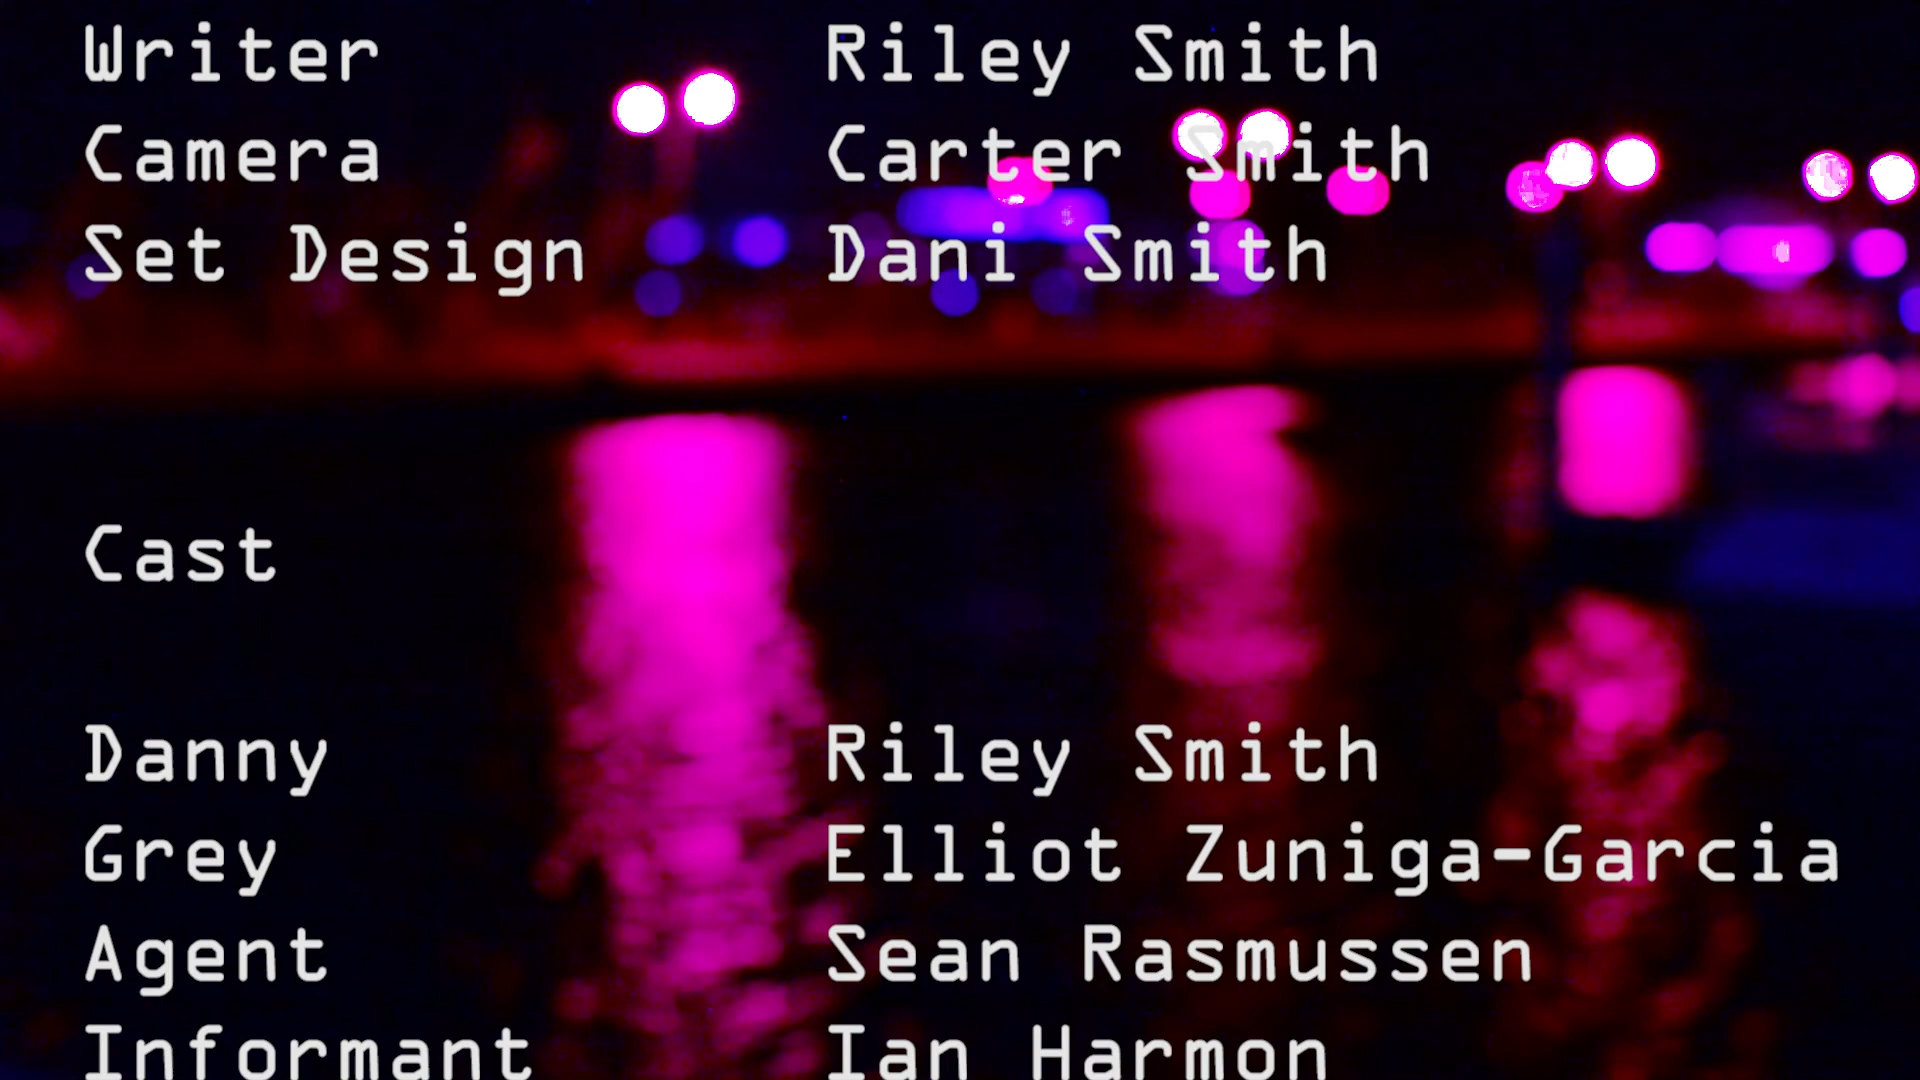 Writer Riley Smith
Camera Carter Smith
Set Design Dani Smith
Cast
Danny Riley Smith
Grey Elliot Zuniga-Garcia
Agent Sean Rasmussen
Informant Ian Harmon